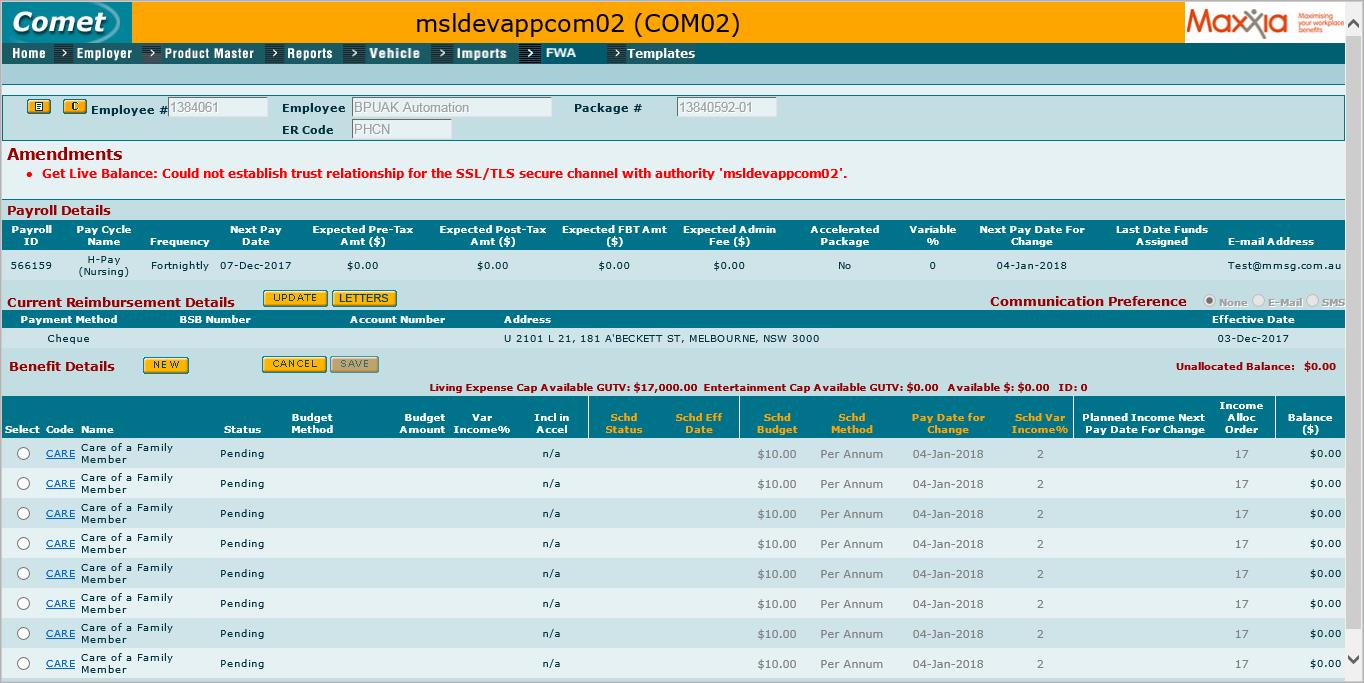 Comet msldevappcom02 (COM02) Maxxia Maximising your workplace benefits
Home > Employer > Product Master > Reports > Vehicle > Imports > FWA > Templates
C Employee # 1384061 Employee BPUAK Automation Package # 13840592-01
ER Code PHCN
Amendments
• Get Live Balance: Could not establish trust relationship for the SSL/TLS secure channel with authority 'msldevappcom02'.
Payroll Details
Payroll ID Pay Cycle Name Frequency Next Pay Date Expected Pre-Tax Amt ($) Expected Post-Tax Amt ($) Expected FBT Amt ($) Expected Admin Fee ($) Accelerated Package Variable % Next Pay Date For Change Last Date Funds Assigned E-mail Address
566159 H-Pay (Nursing) Fortnightly 07-Dec-2017 $0.00 $0.00 $0.00 $0.00 No 0 04-Jan-2018 Test@mmsg.com.au
Current Reimbursement Details UPDATE LETTERS Communication Preference None E-Mail SMS
Payment Method BSB Number Account Number Address Effective Date
Cheque U 2101 L 21, 181 A'BECKETT ST, MELBOURNE, NSW 3000 03-Dec-2017
Benefit Details NEW CANCEL SAVE Unallocated Balance: $0.00
Living Expense Cap Available GUTV: $17,000.00 Entertainment Cap Available GUTV: $0.00 Available $: $0.00 ID: 0
Select Code Name Status Budget Method Budget Amount Var Income% Incl in Accel Schd Status Schd Eff Date Schd Budget Schd Method Pay Date for Change Schd Var Income% Planned Income Next Pay Date For Change Income Alloc Order Balance ($)
CARE Care of a Family Member Pending n/a $10.00 Per Annum 04-Jan-2018 2 17 $0.00
CARE Care of a Family Member Pending n/a $10.00 Per Annum 04-Jan-2018 2 17 $0.00
CARE Care of a Family Member Pending n/a $10.00 Per Annum 04-Jan-2018 2 17 $0.00
CARE Care of a Family Member Pending n/a $10.00 Per Annum 04-Jan-2018 2 17 $0.00
CARE Care of a Family Member Pending n/a $10.00 Per Annum 04-Jan-2018 2 17 $0.00
CARE Care of a Family Member Pending n/a $10.00 Per Annum 04-Jan-2018 2 17 $0.00
CARE Care of a Family Member Pending n/a $10.00 Per Annum 04-Jan-2018 2 17 $0.00
CARE Care of a Family Member Pending n/a $10.00 Per Annum 04-Jan-2018 2 17 $0.00